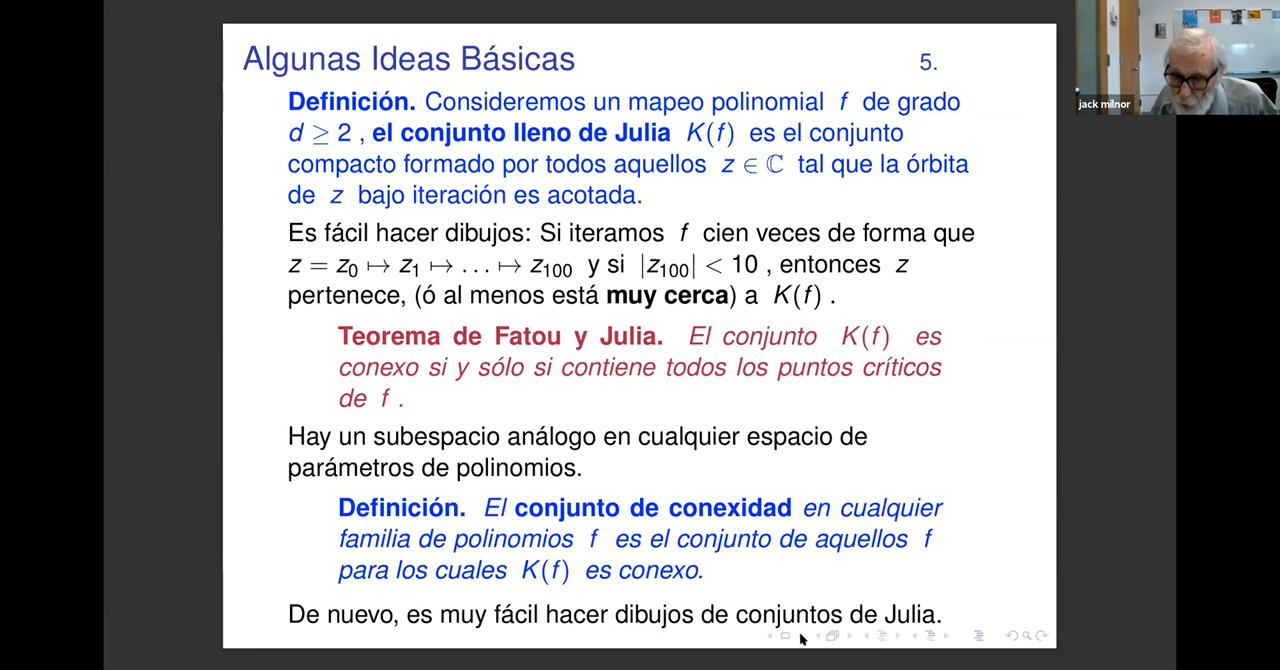 Algunas Ideas Básicas 5.
Definición. Consideremos un mapeo polinomial f de grado
d ≥ 2 , el conjunto lleno de Julia K(f) es el conjunto
compacto formado por todos aquellos z ∈ ℂ tal que la órbita
de z bajo iteración es acotada.
Es fácil hacer dibujos: Si iteramos f cien veces de forma que
z = z₀ ↦ z₁ ↦ . . . ↦ z₁₀₀ y si |z₁₀₀| < 10 , entonces z
pertenece, (ó al menos está muy cerca) a K(f) .
Teorema de Fatou y Julia. El conjunto K(f) es
conexo si y sólo si contiene todos los puntos críticos
de f .
Hay un subespacio análogo en cualquier espacio de
parámetros de polinomios.
Definición. El conjunto de conexidad en cualquier
familia de polinomios f es el conjunto de aquellos f
para los cuales K(f) es conexo.
De nuevo, es muy fácil hacer dibujos de conjuntos de Julia.
jack milnor